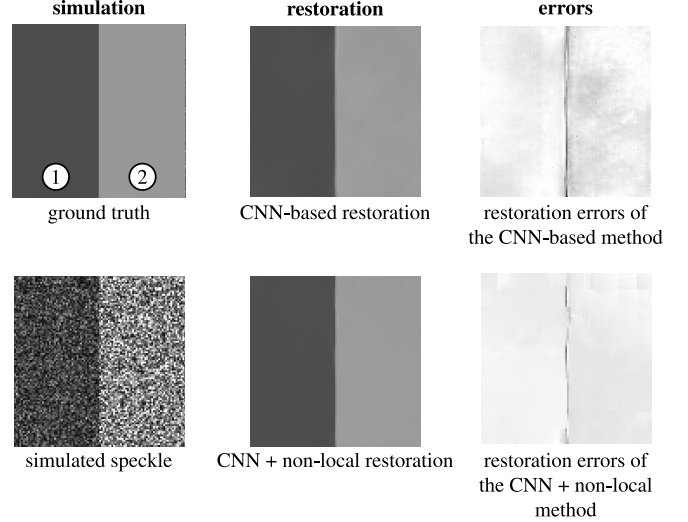 simulation
restoration
errors
1
2
ground truth
CNN-based restoration
restoration errors of
the CNN-based method
simulated speckle
CNN + non-local restoration
restoration errors of
the CNN + non-local
method